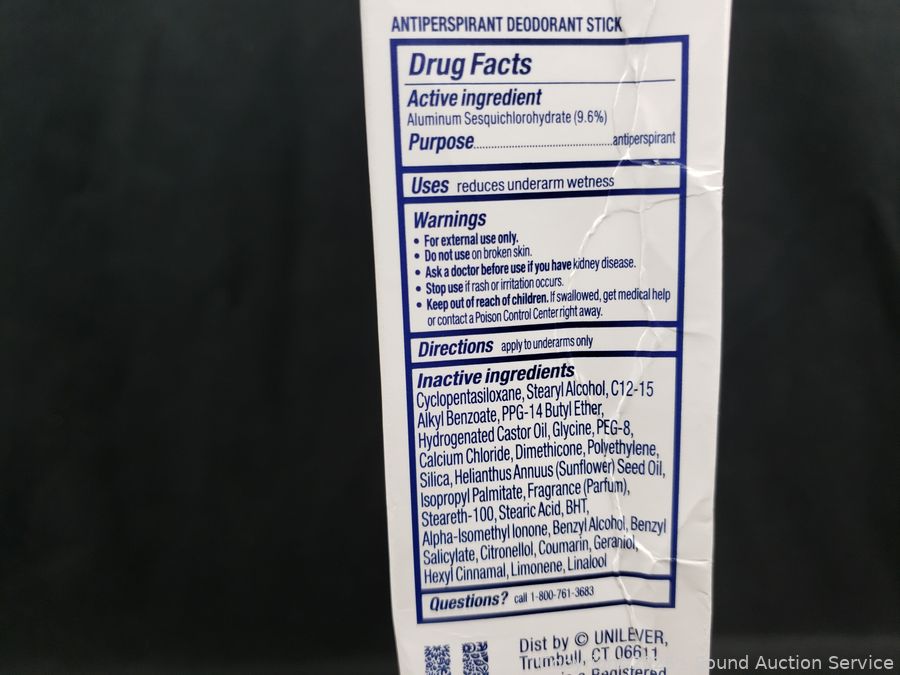 ANTIPERSPIRANT DEODORANT STICK
Drug Facts
Active ingredient
Aluminum Sesquichlorohydrate (9.6%)
Purpose................................................antiperspirant
Uses reduces underarm wetness
Warnings
• For external use only.
• Do not use on broken skin.
• Ask a doctor before use if you have kidney disease.
• Stop use if rash or irritation occurs.
• Keep out of reach of children. If swallowed, get medical help
or contact a Poison Control Center right away.
Directions apply to underarms only
Inactive ingredients
Cyclopentasiloxane, Stearyl Alcohol, C12-15
Alkyl Benzoate, PPG-14 Butyl Ether,
Hydrogenated Castor Oil, Glycine, PEG-8,
Calcium Chloride, Dimethicone, Polyethylene,
Silica, Helianthus Annuus (Sunflower) Seed Oil,
Isopropyl Palmitate, Fragrance (Parfum),
Steareth-100, Stearic Acid, BHT,
Alpha-Isomethyl Ionone, Benzyl Alcohol, Benzyl
Salicylate, Citronellol, Coumarin, Geraniol,
Hexyl Cinnamal, Limonene, Linalool
Questions? call 1-800-761-3683
Dist by © UNILEVER,
Trumbull, CT 06611
Registered
ound Auction Service